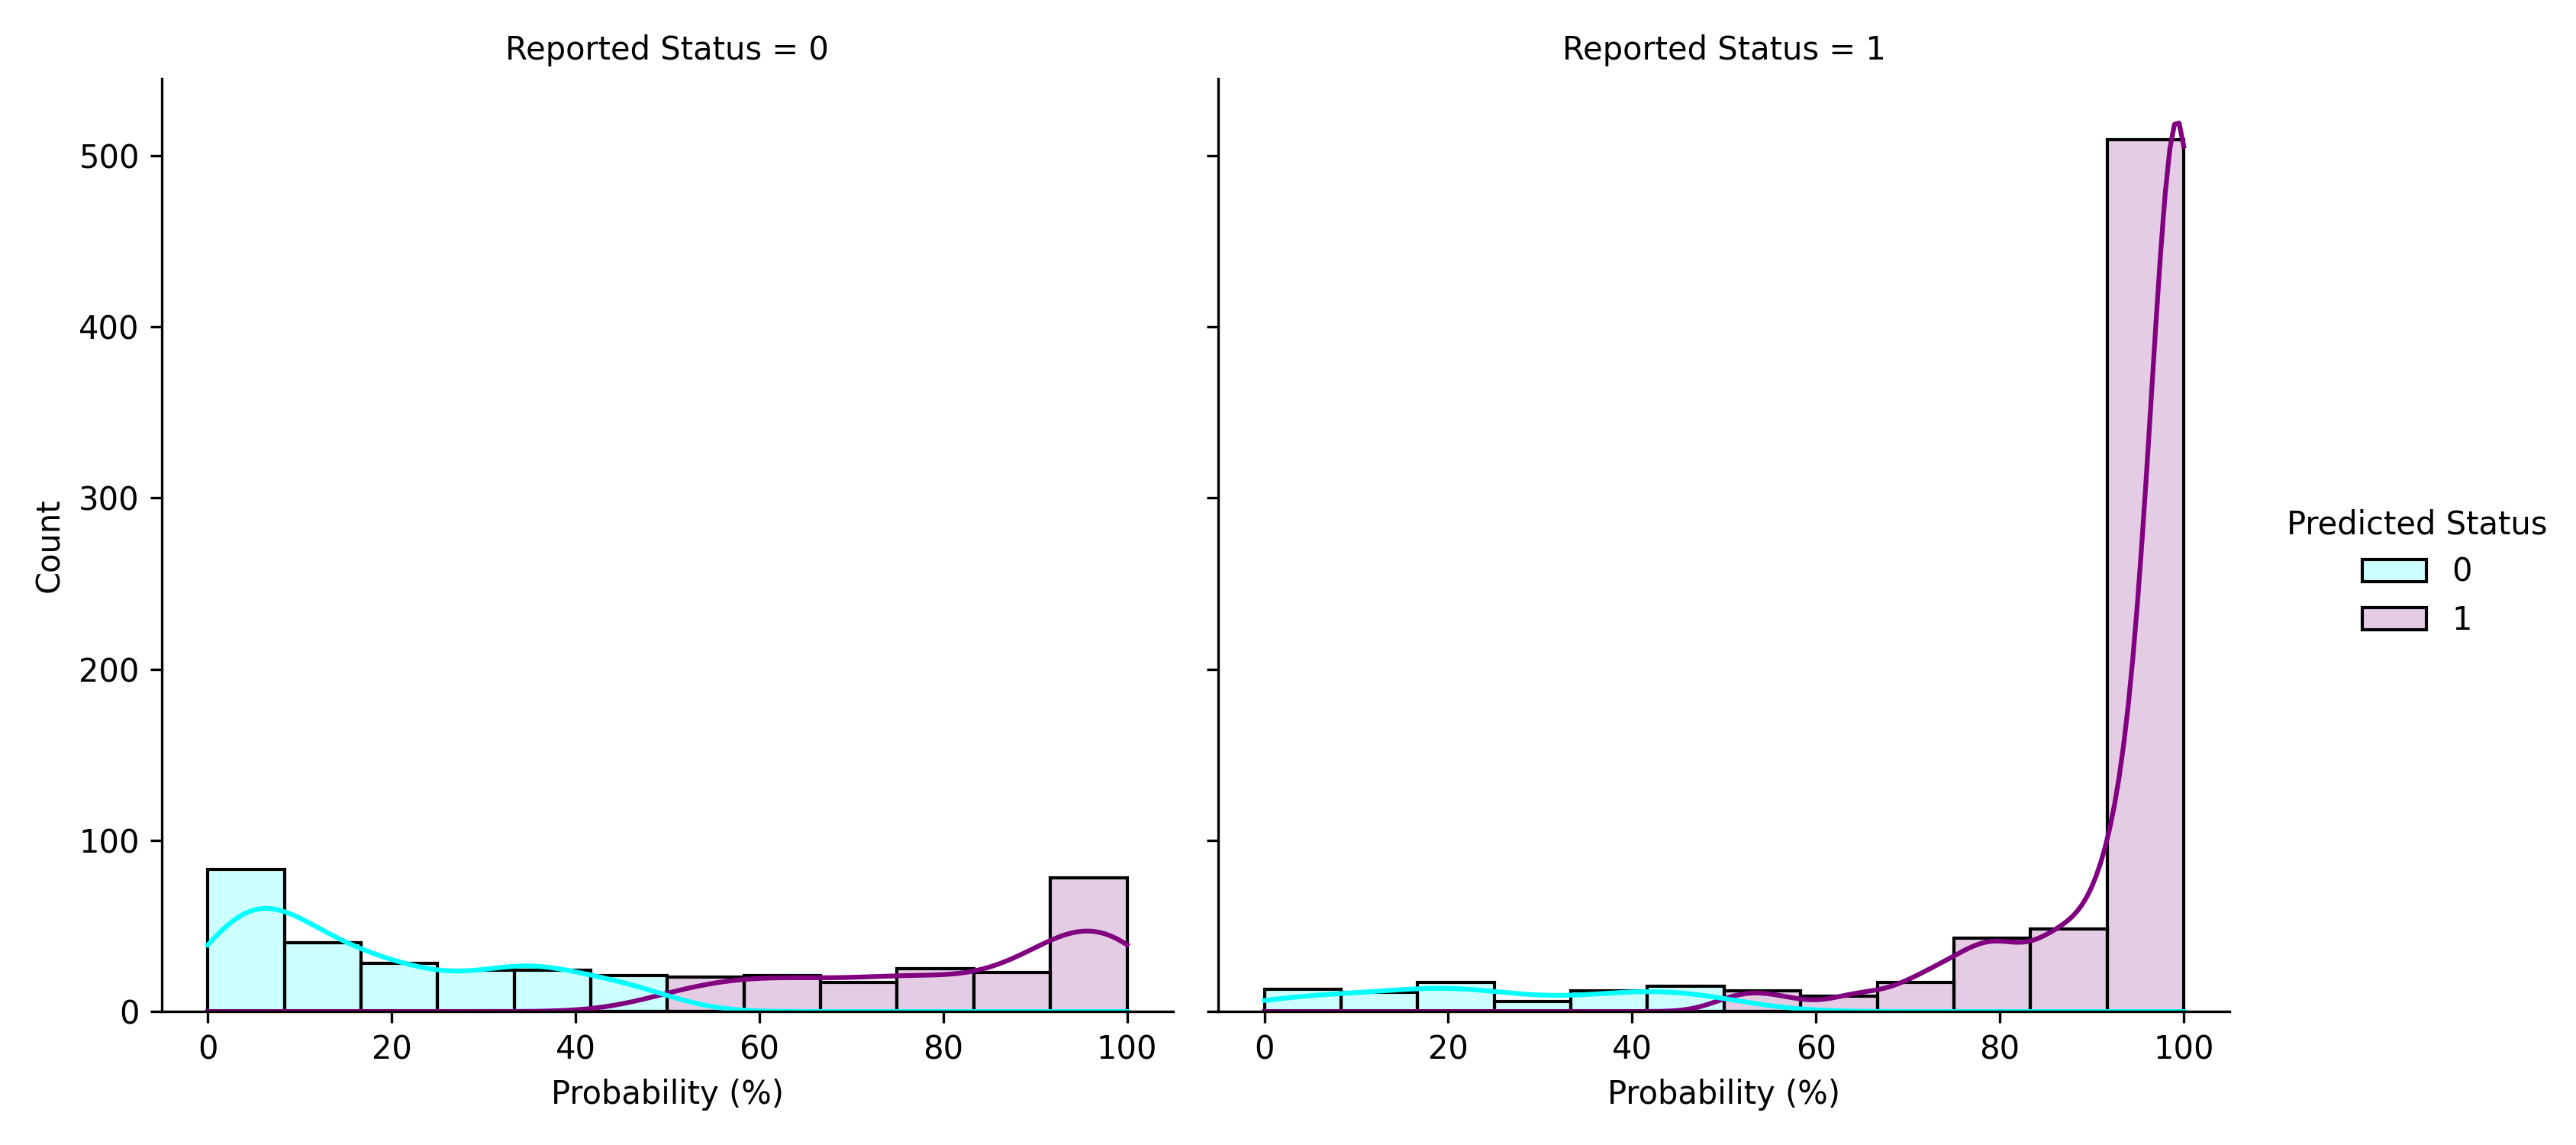 Reported Status = 0
Reported Status = 1
500
400
300
200
100
0
Count
0 20 40 60 80 100
0 20 40 60 80 100
Probability (%)
Probability (%)
Predicted Status
0
1